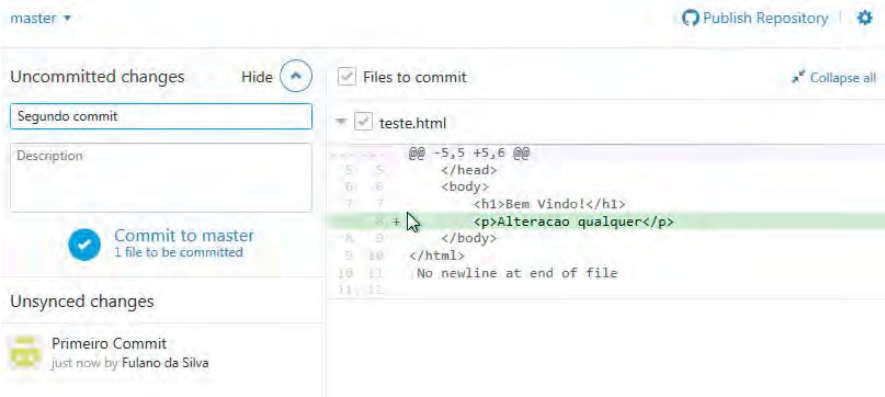 master
Publish Repository
Uncommitted changes
Hide
Segundo commit
Description
Commit to master
1 file to be committed
Unsynced changes
Primeiro Commit
just now by Fulano da Silva
Files to commit
Collapse all
teste.html
@@ -5,5 +5,6 @@
5 5 </head>
6 6 <body>
7 7 <h1>Bem Vindo!</h1>
8 + <p>Alteracao qualquer</p>
8 9 </body>
9 10 </html>
10 11 No newline at end of file
11 12